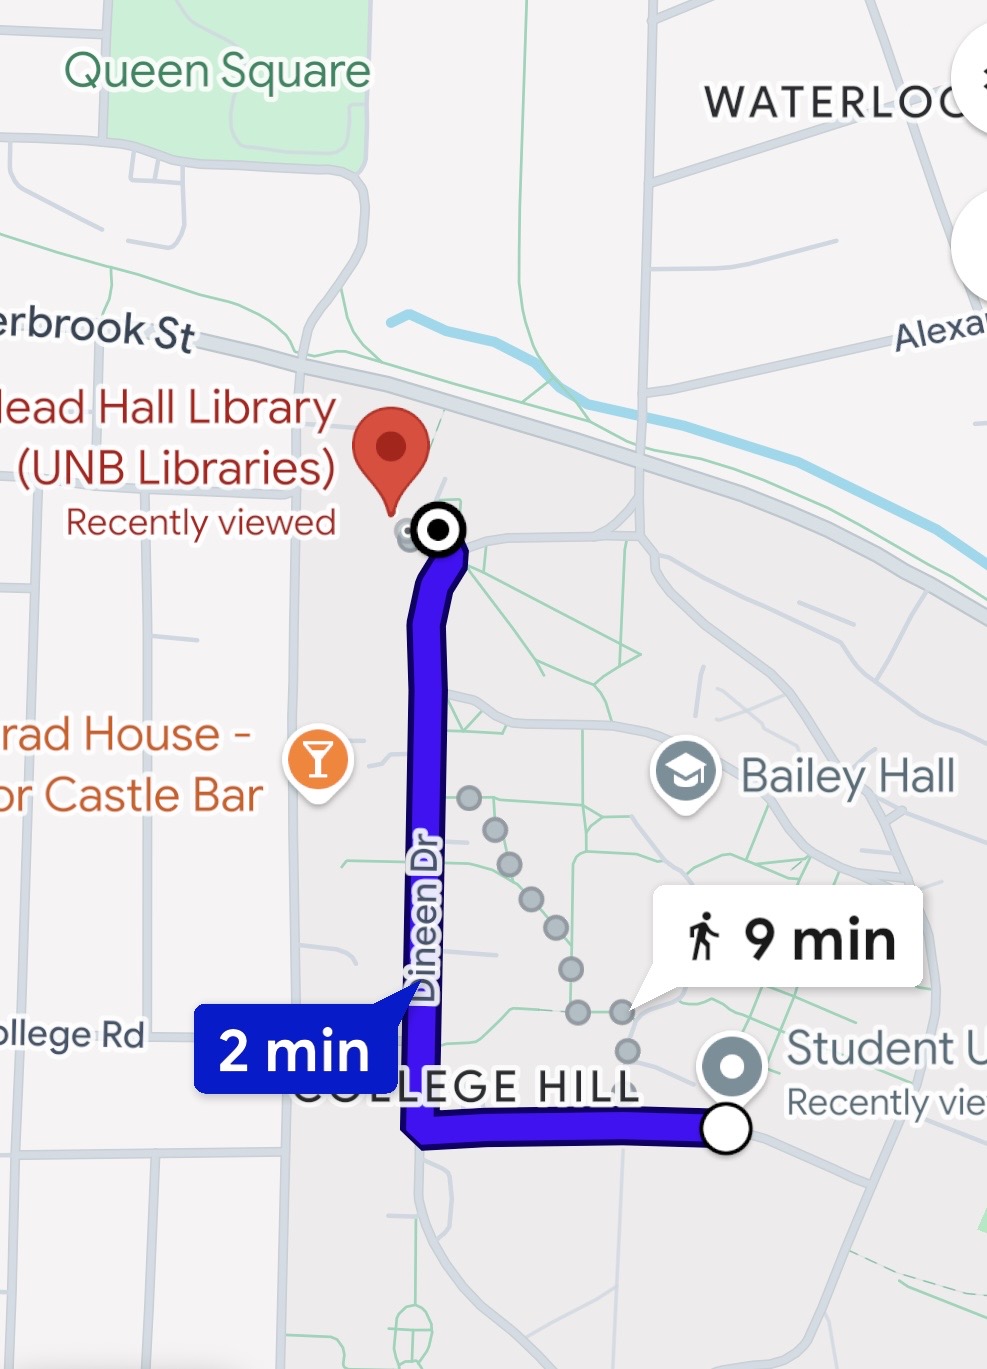 Queen Square
WATERLOO
erbrook St
Alexa
ead Hall Library
(UNB Libraries)
Recently viewed
rad House -
or Castle Bar
Bailey Hall
Dineen Dr
9 min
ollege Rd
2 min
Student U
Recently vie
COLLEGE HILL